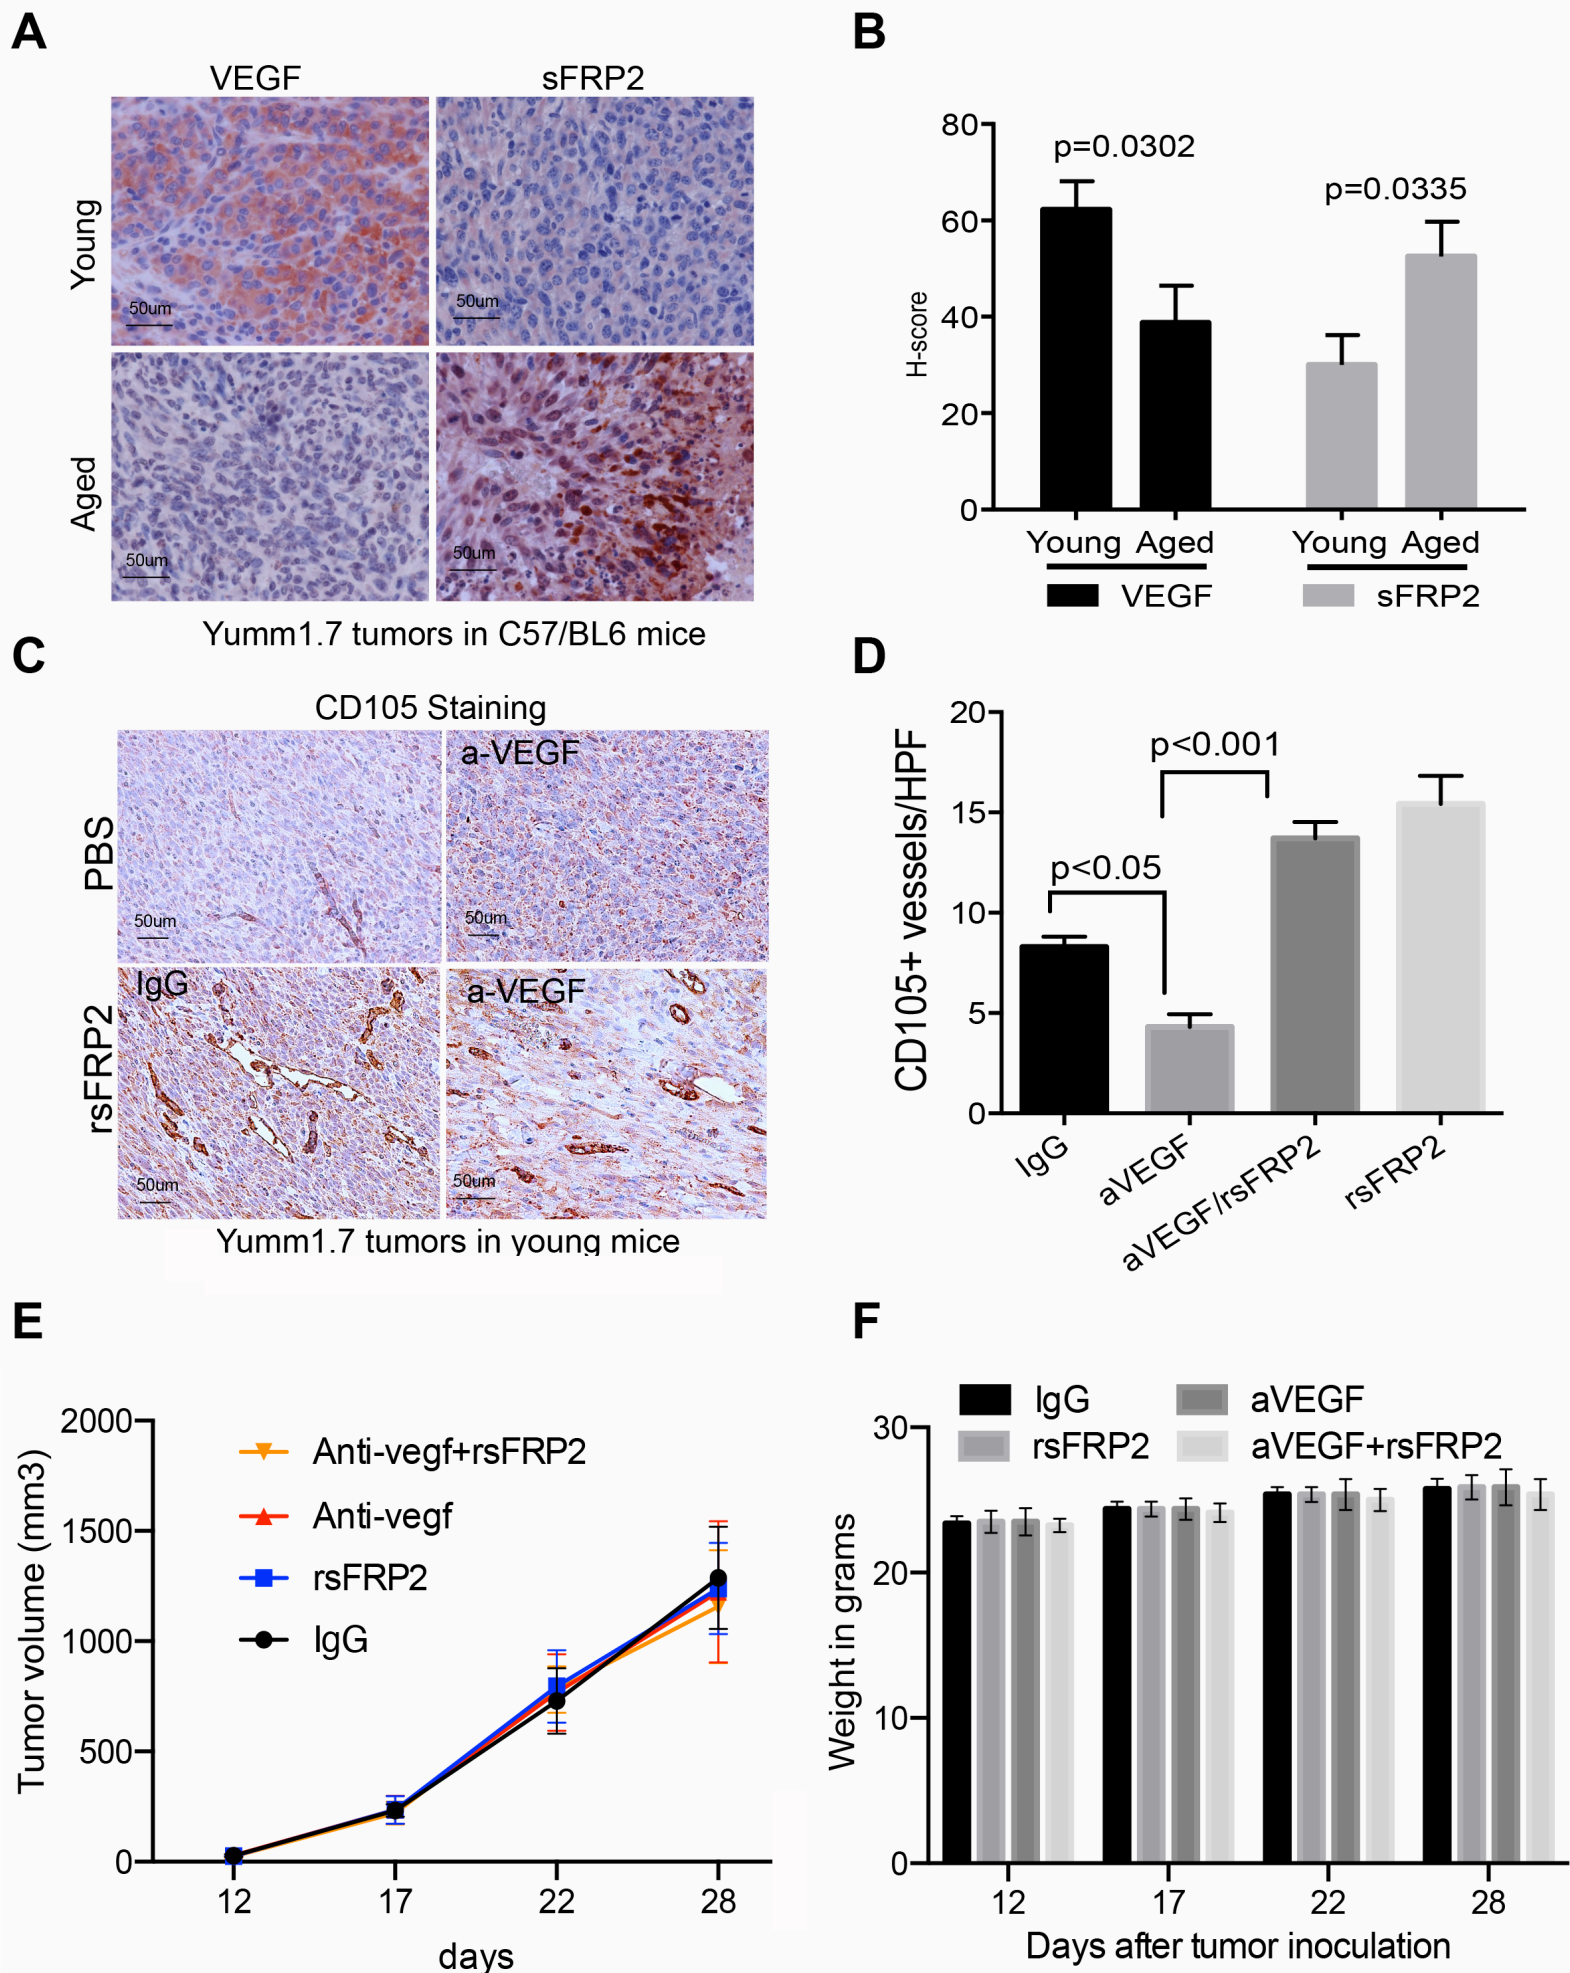 A
VEGF
sFRP2
Young
50um
50um
Aged
50um
50um
Yumm1.7 tumors in C57/BL6 mice
B
H-score
80
60
40
20
0
p=0.0302
p=0.0335
Young Aged
Young Aged
VEGF
sFRP2
C
CD105 Staining
PBS
50um
a-VEGF
50um
rsFRP2
IgG
50um
a-VEGF
50um
Yumm1.7 tumors in young mice
D
CD105+ vessels/HPF
20
15
10
5
0
p<0.001
p<0.05
IgG
aVEGF
aVEGF/rsFRP2
rsFRP2
E
Tumor volume (mm3)
2000
1500
1000
500
0
Anti-vegf+rsFRP2
Anti-vegf
rsFRP2
IgG
12 17 22 28
days
F
IgG
aVEGF
rsFRP2
aVEGF+rsFRP2
Weight in grams
30
20
10
0
12 17 22 28
Days after tumor inoculation